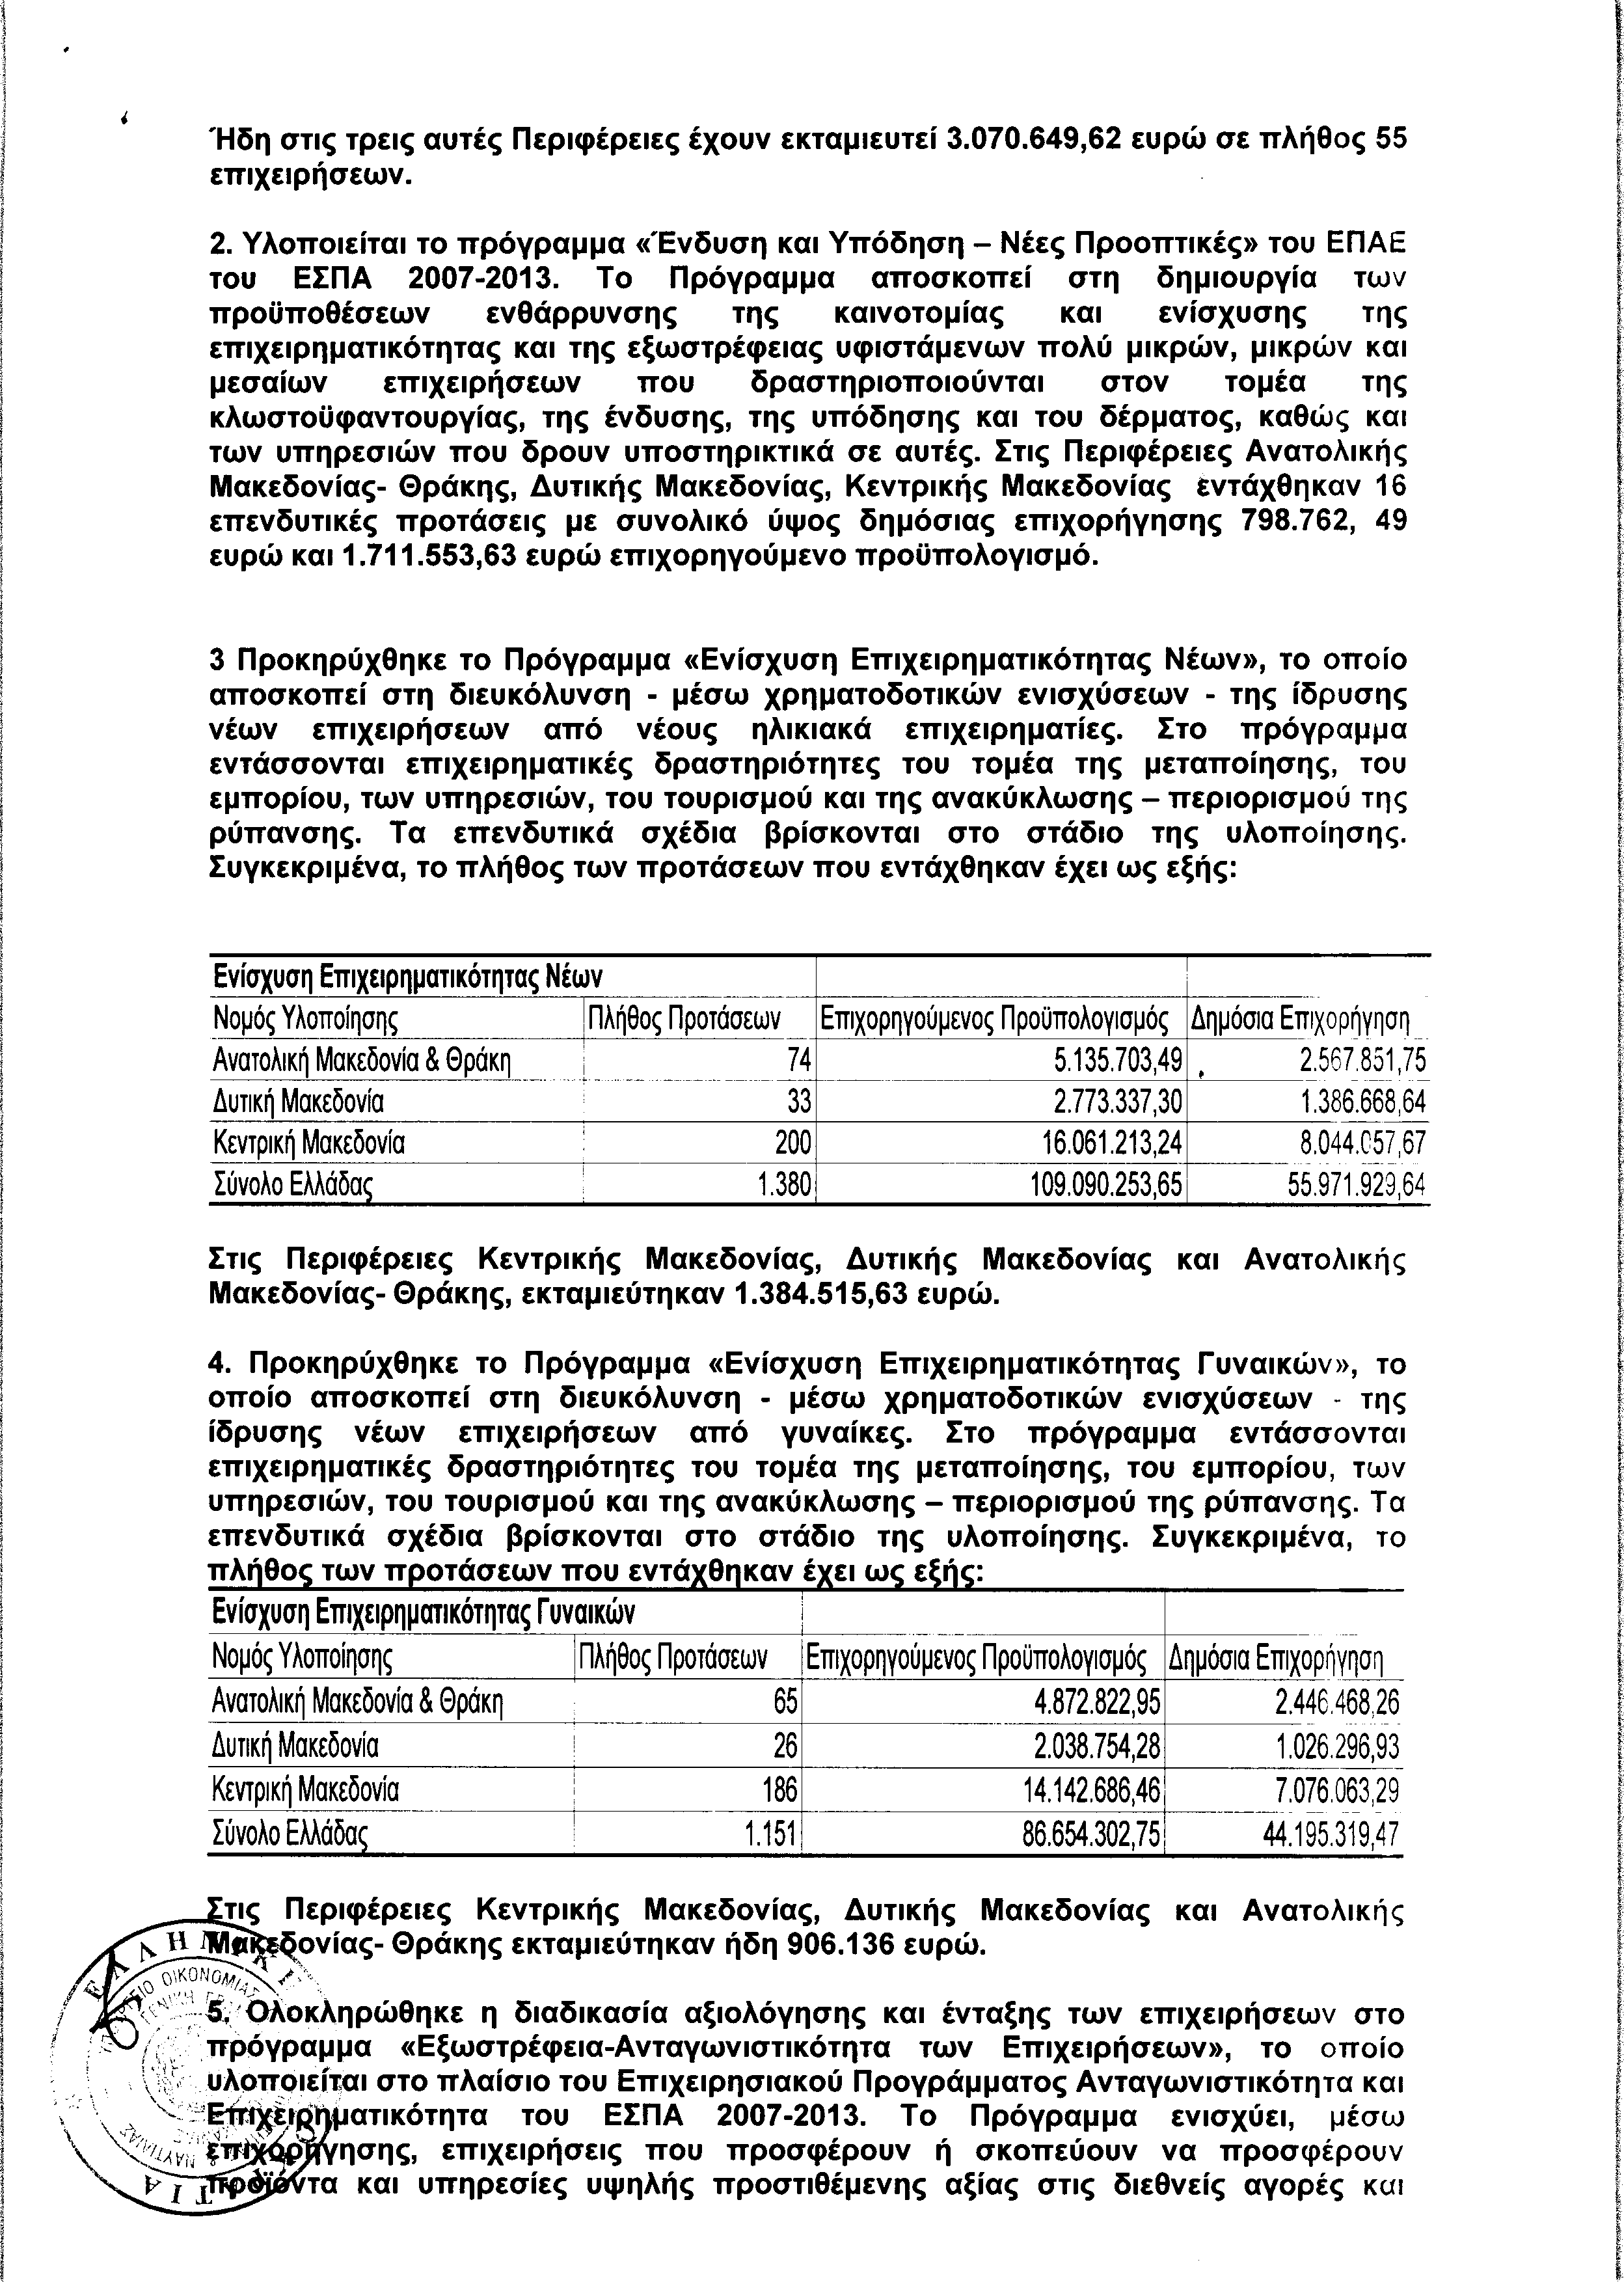 Ήδη στις τρεις αυτές Περιφέρειες έχουν εκταμιευτεί 3.070.649,62 ευρώ σε πλήθος 55
επιχειρήσεων.
2. Υλοποιείται το πρόγραμμα «Ένδυση και Υπόδηση – Νέες Προοπτικές» του ΕΠΑΕ
του ΕΣΠΑ 2007-2013. Το Πρόγραμμα αποσκοπεί στη δημιουργία των
προϋποθέσεων ενθάρρυνσης της καινοτομίας και ενίσχυσης της
επιχειρηματικότητας και της εξωστρέφειας υφιστάμενων πολύ μικρών, μικρών και
μεσαίων επιχειρήσεων που δραστηριοποιούνται στον τομέα της
κλωστοϋφαντουργίας, της ένδυσης, της υπόδησης και του δέρματος, καθώς και
των υπηρεσιών που δρουν υποστηρικτικά σε αυτές. Στις Περιφέρειες Ανατολικής
Μακεδονίας- Θράκης, Δυτικής Μακεδονίας, Κεντρικής Μακεδονίας εντάχθηκαν 16
επενδυτικές προτάσεις με συνολικό ύψος δημόσιας επιχορήγησης 798.762, 49
ευρώ και 1.711.553,63 ευρώ επιχορηγούμενο προϋπολογισμό.
3 Προκηρύχθηκε το Πρόγραμμα «Ενίσχυση Επιχειρηματικότητας Νέων», το οποίο
αποσκοπεί στη διευκόλυνση - μέσω χρηματοδοτικών ενισχύσεων - της ίδρυσης
νέων επιχειρήσεων από νέους ηλικιακά επιχειρηματίες. Στο πρόγραμμα
εντάσσονται επιχειρηματικές δραστηριότητες του τομέα της μεταποίησης, του
εμπορίου, των υπηρεσιών, του τουρισμού και της ανακύκλωσης – περιορισμού της
ρύπανσης. Τα επενδυτικά σχέδια βρίσκονται στο στάδιο της υλοποίησης.
Συγκεκριμένα, το πλήθος των προτάσεων που εντάχθηκαν έχει ως εξής:
Ενίσχυση Επιχειρηματικότητας Νέων
Νομός Υλοποίησης Πλήθος Προτάσεων Επιχορηγούμενος Προϋπολογισμός Δημόσια Επιχορήγηση
Ανατολική Μακεδονία & Θράκη 74 5.135.703,49 2.567.851,75
Δυτική Μακεδονία 33 2.773.337,30 1.386.668,64
Κεντρική Μακεδονία 200 16.061.213,24 8.044.057,67
Σύνολο Ελλάδας 1.380 109.090.253,65 55.971.929,64
Στις Περιφέρειες Κεντρικής Μακεδονίας, Δυτικής Μακεδονίας και Ανατολικής
Μακεδονίας- Θράκης, εκταμιεύτηκαν 1.384.515,63 ευρώ.
4. Προκηρύχθηκε το Πρόγραμμα «Ενίσχυση Επιχειρηματικότητας Γυναικών», το
οποίο αποσκοπεί στη διευκόλυνση - μέσω χρηματοδοτικών ενισχύσεων - της
ίδρυσης νέων επιχειρήσεων από γυναίκες. Στο πρόγραμμα εντάσσονται
επιχειρηματικές δραστηριότητες του τομέα της μεταποίησης, του εμπορίου, των
υπηρεσιών, του τουρισμού και της ανακύκλωσης – περιορισμού της ρύπανσης. Τα
επενδυτικά σχέδια βρίσκονται στο στάδιο της υλοποίησης. Συγκεκριμένα, το
πλήθος των προτάσεων που εντάχθηκαν έχει ως εξής:
Ενίσχυση Επιχειρηματικότητας Γυναικών
Νομός Υλοποίησης Πλήθος Προτάσεων Επιχορηγούμενος Προϋπολογισμός Δημόσια Επιχορήγηση
Ανατολική Μακεδονία & Θράκη 65 4.872.822,95 2.446.468,26
Δυτική Μακεδονία 26 2.038.754,28 1.026.296,93
Κεντρική Μακεδονία 186 14.142.686,46 7.076.063,29
Σύνολο Ελλάδας 1.151 86.654.302,75 44.195.319,47
Στις Περιφέρειες Κεντρικής Μακεδονίας, Δυτικής Μακεδονίας και Ανατολικής
Μακεδονίας- Θράκης εκταμιεύτηκαν ήδη 906.136 ευρώ.
5. Ολοκληρώθηκε η διαδικασία αξιολόγησης και ένταξης των επιχειρήσεων στο
πρόγραμμα «Εξωστρέφεια-Ανταγωνιστικότητα των Επιχειρήσεων», το οποίο
υλοποιείται στο πλαίσιο του Επιχειρησιακού Προγράμματος Ανταγωνιστικότητα και
Επιχειρηματικότητα του ΕΣΠΑ 2007-2013. Το Πρόγραμμα ενισχύει, μέσω
επιχορήγησης, επιχειρήσεις που προσφέρουν ή σκοπεύουν να προσφέρουν
προϊόντα και υπηρεσίες υψηλής προστιθέμενης αξίας στις διεθνείς αγορές και